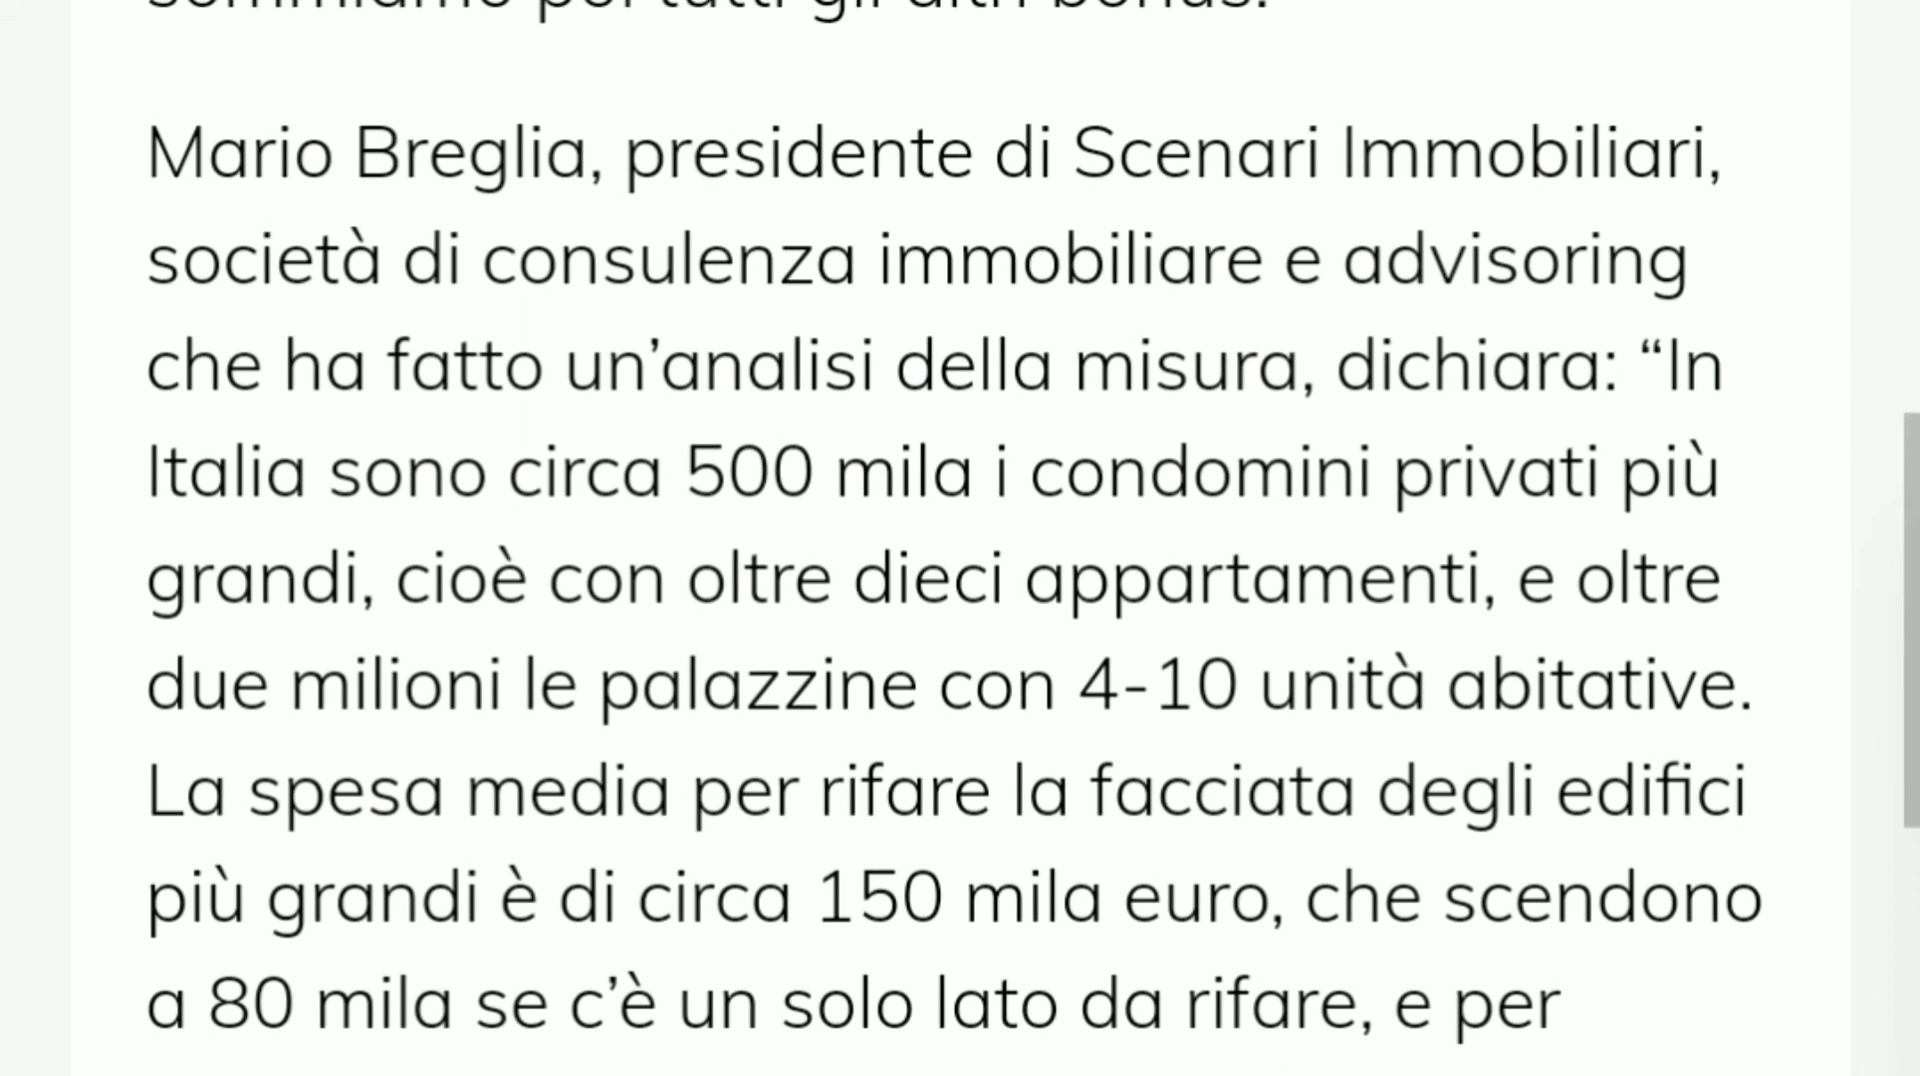 Mario Breglia, presidente di Scenari Immobiliari,
società di consulenza immobiliare e advisoring
che ha fatto un’analisi della misura, dichiara: “In
Italia sono circa 500 mila i condomini privati più
grandi, cioè con oltre dieci appartamenti, e oltre
due milioni le palazzine con 4-10 unità abitative.
La spesa media per rifare la facciata degli edifici
più grandi è di circa 150 mila euro, che scendono
a 80 mila se c’è un solo lato da rifare, e per